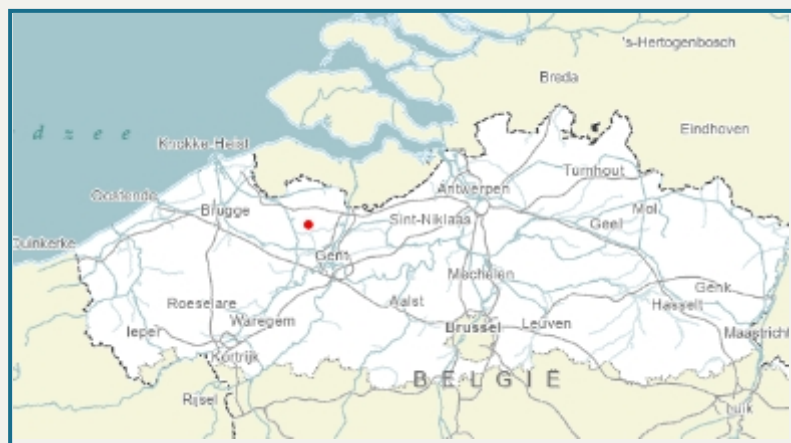 's-Hertogenbosch
Breda
d z e e
Eindhoven
Knokke-Heist
Turnhout
Antwerpen
Oostende
Mol
Brugge
Sint-Niklaas
Geel
Duinkerke
Gent
Mechelen
Genk
Roeselare
Aalst
Hasselt
Waregem
Ieper
Brussel
Leuven
Maastricht
Kortrijk
BELGIË
Rijsel
Luik